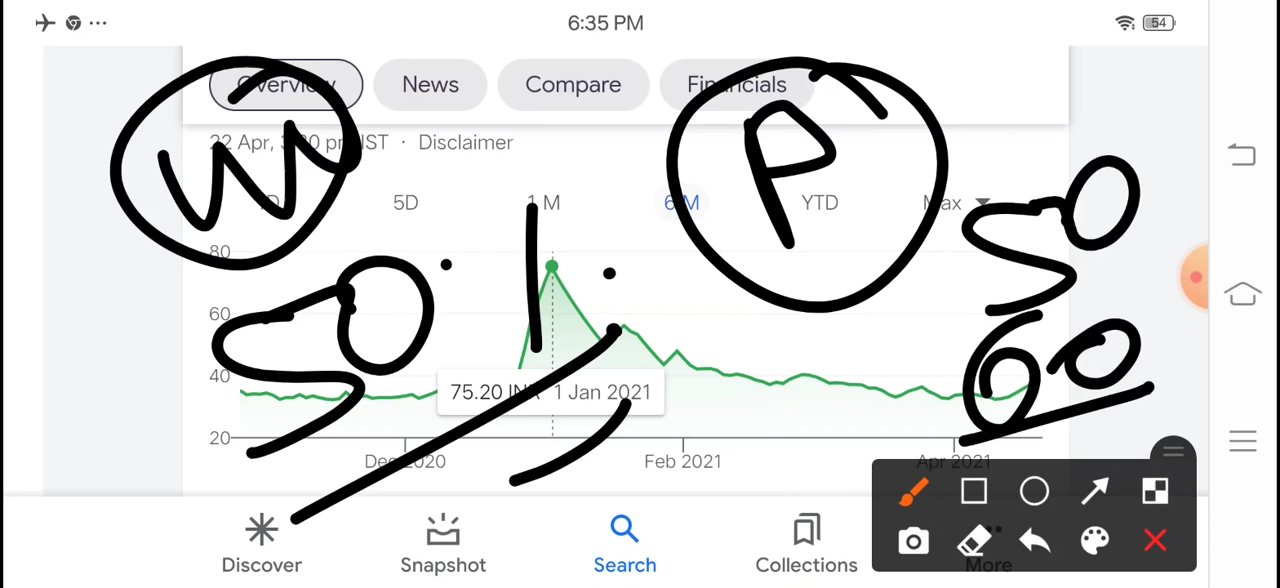 6:35 PM
54
Overview News Compare Financials
22 Apr, 3:30 pm IST · Disclaimer
W
P
5D 1 M 6 M YTD Max
50
50
60
80
60
40
20
75.20 INR 1 Jan 2021
Dec 2020 Feb 2021 Apr 2021
Discover Snapshot Search Collections More